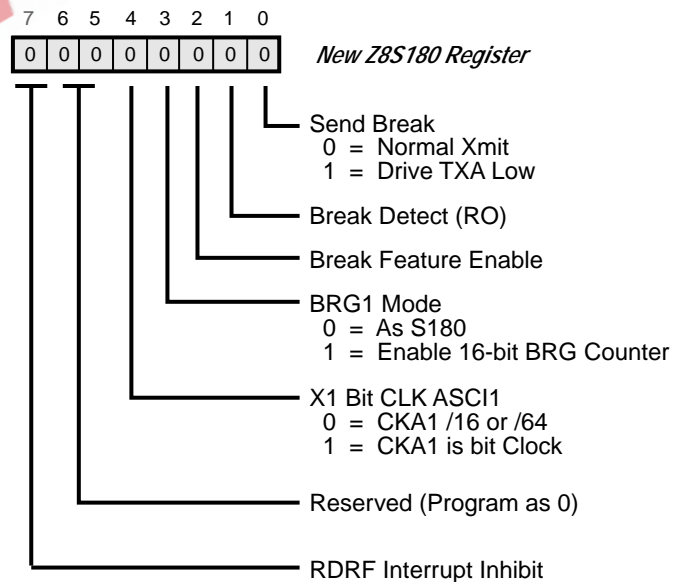 7 6 5 4 3 2 1 0
0 0 0 0 0 0 0 0 New Z8S180 Register
Send Break
0 = Normal Xmit
1 = Drive TXA Low
Break Detect (RO)
Break Feature Enable
BRG1 Mode
0 = As S180
1 = Enable 16-bit BRG Counter
X1 Bit CLK ASCI1
0 = CKA1 /16 or /64
1 = CKA1 is bit Clock
Reserved (Program as 0)
RDRF Interrupt Inhibit